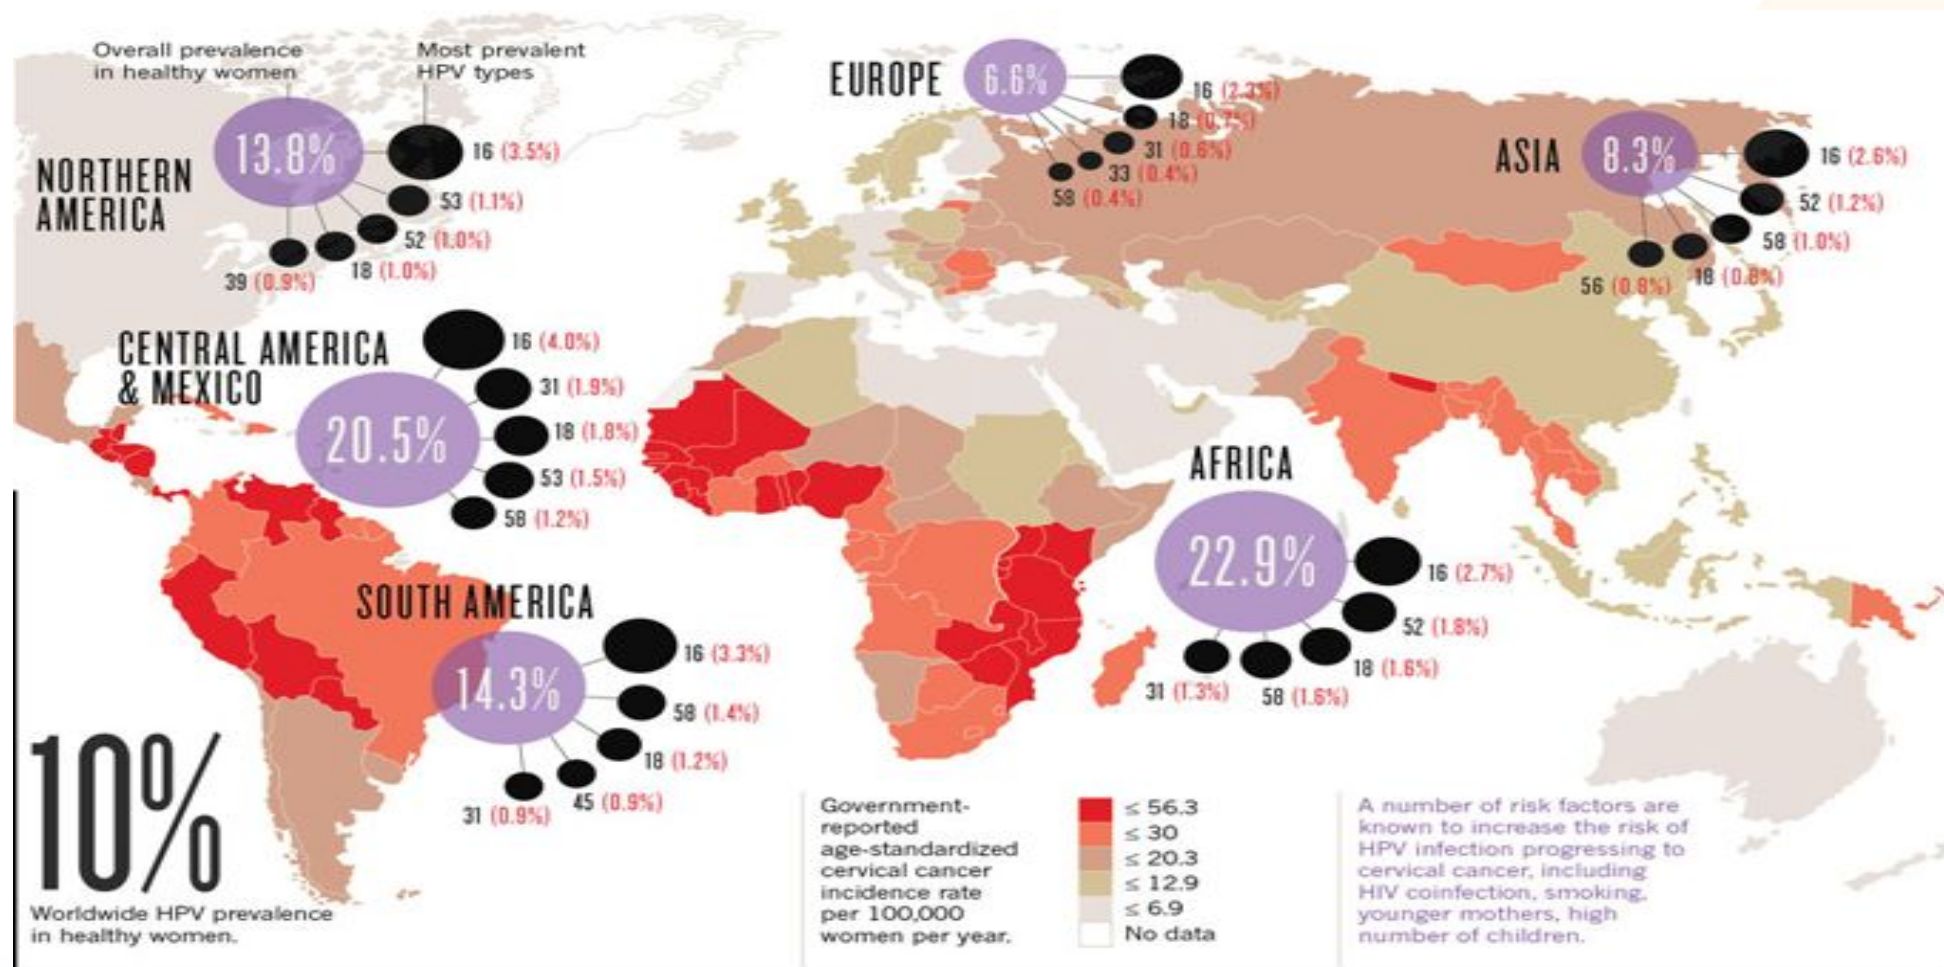 Overall prevalence
in healthy women
Most prevalent
HPV types
NORTHERN
AMERICA
13.8%
16 (3.5%)
53 (1.1%)
52 (1.0%)
18 (1.0%)
39 (0.9%)
EUROPE
6.6%
16 (2.3%)
18 (0.7%)
31 (0.6%)
33 (0.4%)
58 (0.4%)
ASIA
8.3%
16 (2.6%)
52 (1.2%)
58 (1.0%)
18 (0.8%)
56 (0.8%)
CENTRAL AMERICA
& MEXICO
20.5%
16 (4.0%)
31 (1.9%)
18 (1.8%)
53 (1.5%)
58 (1.2%)
AFRICA
22.9%
16 (2.7%)
52 (1.8%)
18 (1.6%)
58 (1.6%)
31 (1.3%)
SOUTH AMERICA
14.3%
16 (3.3%)
58 (1.4%)
18 (1.2%)
45 (0.9%)
31 (0.9%)
10%
Worldwide HPV prevalence
in healthy women.
Government-
reported
age-standardized
cervical cancer
incidence rate
per 100,000
women per year.
≤ 56.3
≤ 30
≤ 20.3
≤ 12.9
≤ 6.9
No data
A number of risk factors are
known to increase the risk of
HPV infection progressing to
cervical cancer, including
HIV coinfection, smoking,
younger mothers, high
number of children.